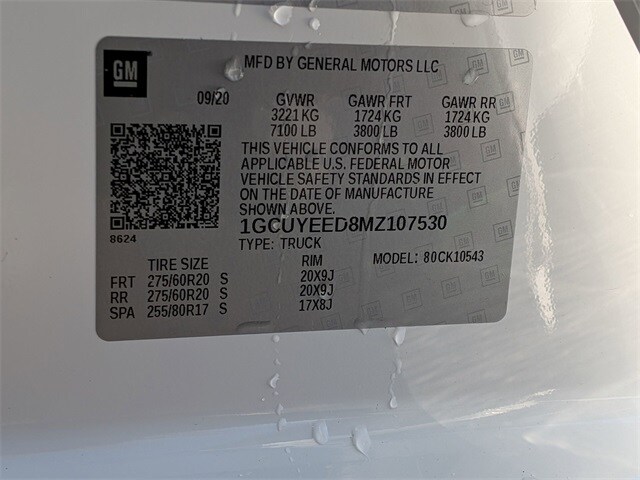 GM
MFD BY GENERAL MOTORS LLC
09/20 GVWR GAWR FRT GAWR RR
3221 KG 1724 KG 1724 KG
7100 LB 3800 LB 3800 LB
THIS VEHICLE CONFORMS TO ALL
APPLICABLE U.S. FEDERAL MOTOR
VEHICLE SAFETY STANDARDS IN EFFECT
ON THE DATE OF MANUFACTURE
SHOWN ABOVE.
8624
1GCUYEED8MZ107530
TYPE: TRUCK
MODEL: 80CK10543
TIRE SIZE RIM
FRT 275/60R20 S 20X9J
RR 275/60R20 S 20X9J
SPA 255/80R17 S 17X8J